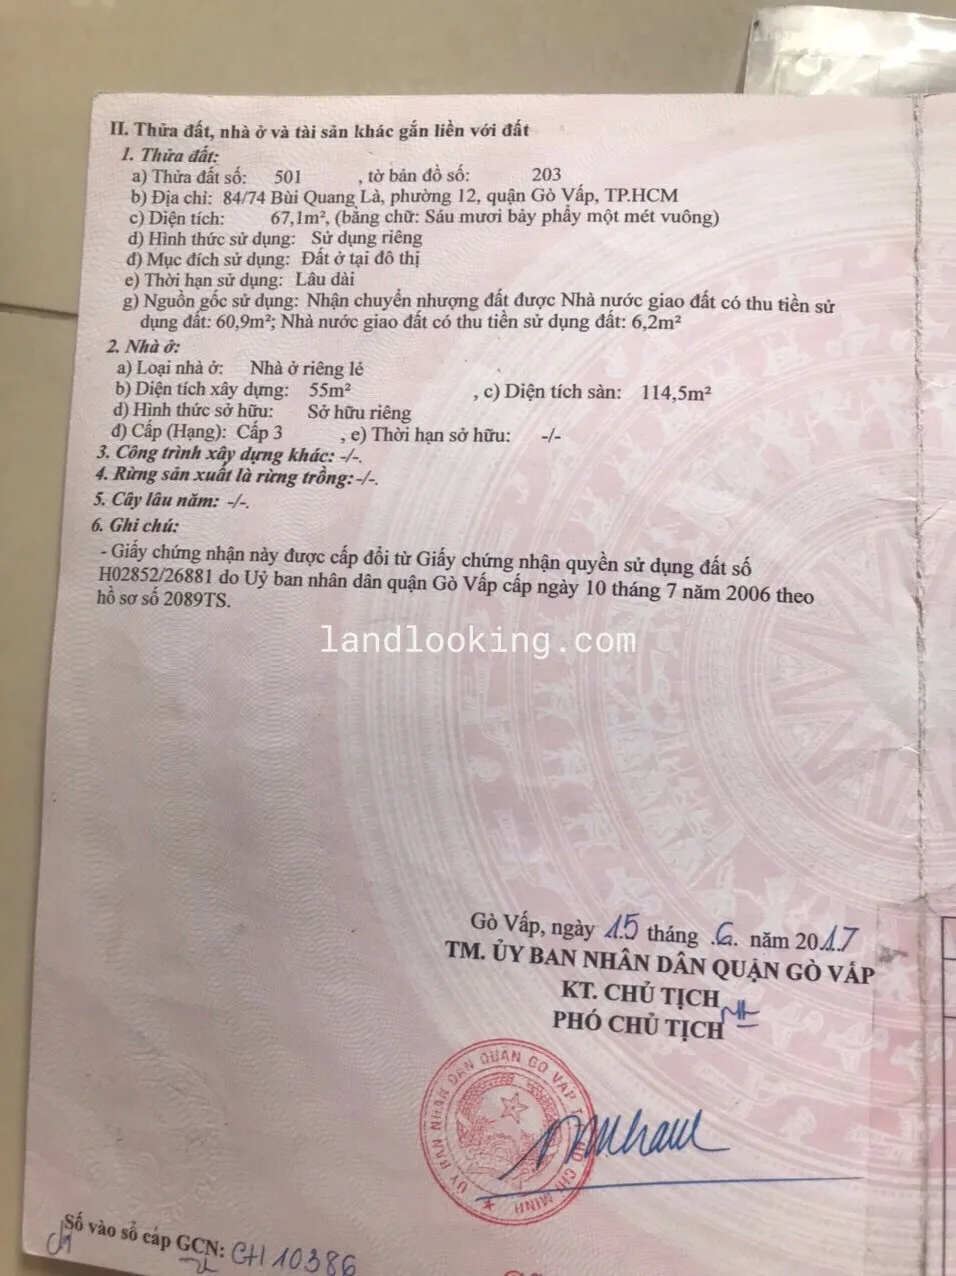 II. Thửa đất, nhà ở và tài sản khác gắn liền với đất
1. Thửa đất:
a) Thửa đất số: 501 , tờ bản đồ số: 203
b) Địa chỉ: 84/74 Bùi Quang Là, phường 12, quận Gò Vấp, TP.HCM
c) Diện tích: 67,1m², (bằng chữ: Sáu mươi bảy phẩy một mét vuông)
d) Hình thức sử dụng: Sử dụng riêng
đ) Mục đích sử dụng: Đất ở tại đô thị
e) Thời hạn sử dụng: Lâu dài
g) Nguồn gốc sử dụng: Nhận chuyển nhượng đất được Nhà nước giao đất có thu tiền sử
dụng đất: 60,9m²; Nhà nước giao đất có thu tiền sử dụng đất: 6,2m²
2. Nhà ở:
a) Loại nhà ở: Nhà ở riêng lẻ
b) Diện tích xây dựng: 55m² , c) Diện tích sàn: 114,5m²
d) Hình thức sở hữu: Sở hữu riêng
đ) Cấp (Hạng): Cấp 3 , e) Thời hạn sở hữu: -/-
3. Công trình xây dựng khác: -/-.
4. Rừng sản xuất là rừng trồng: -/-.
5. Cây lâu năm: -/-.
6. Ghi chú:
- Giấy chứng nhận này được cấp đổi từ Giấy chứng nhận quyền sử dụng đất số
H02852/26881 do Uỷ ban nhân dân quận Gò Vấp cấp ngày 10 tháng 7 năm 2006 theo
hồ sơ số 2089TS.
landlooking.com
Gò Vấp, ngày 15 tháng 6 năm 2017
TM. ỦY BAN NHÂN DÂN QUẬN GÒ VẤP
KT. CHỦ TỊCH
PHÓ CHỦ TỊCH
ỦY BAN NHÂN DÂN QUẬN GÒ VẤP T.P HỒ CHÍ MINH
Số vào sổ cấp GCN: CH10386